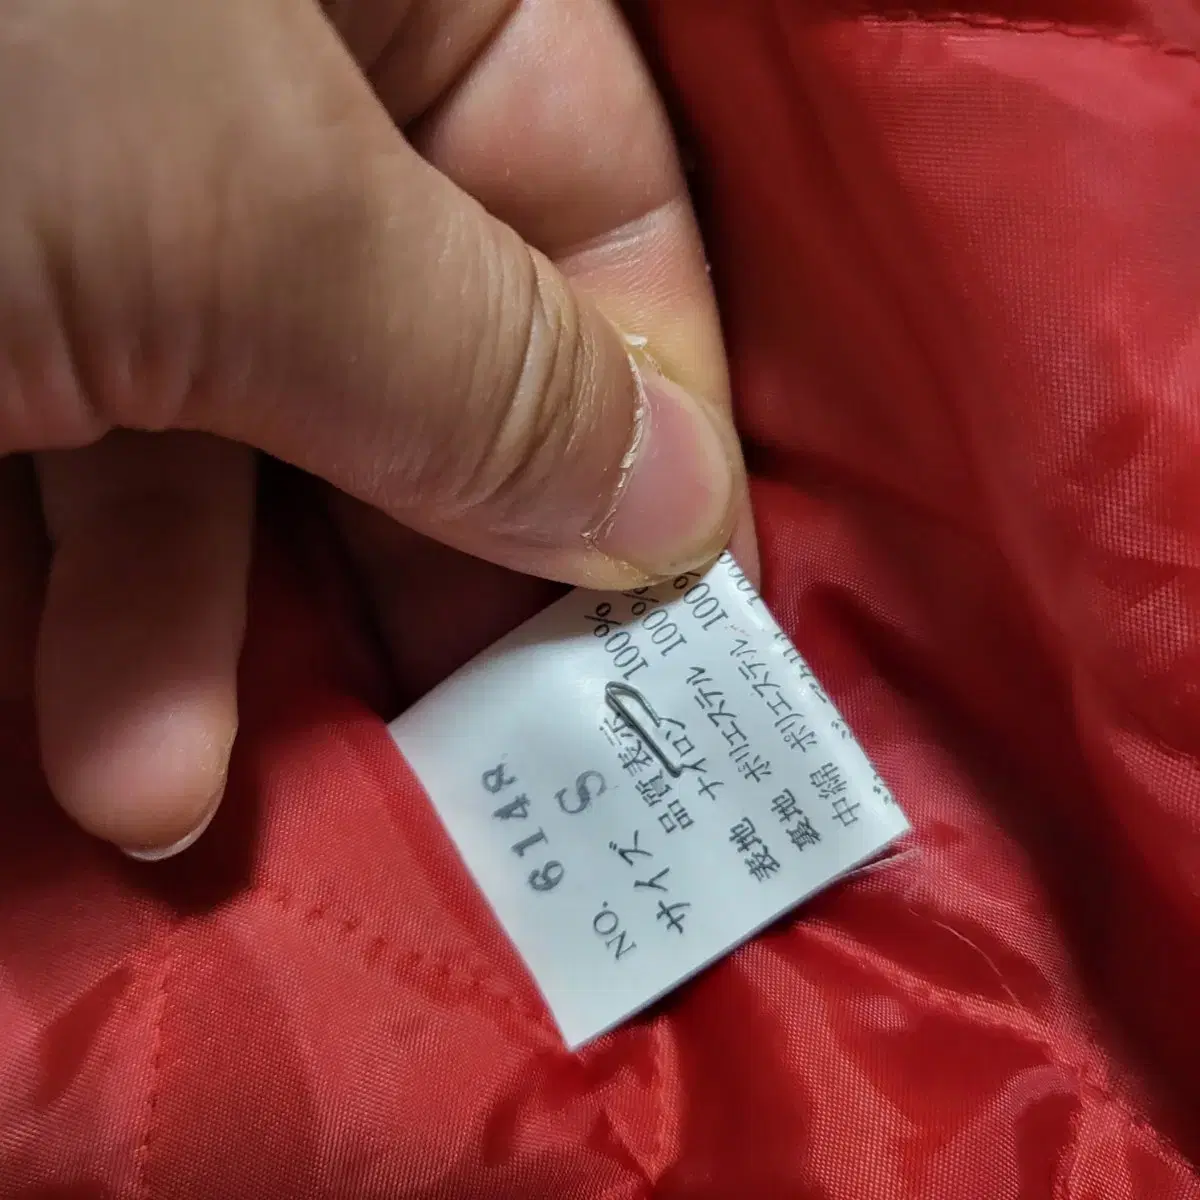 NO. 6148
サイズ S
品質表示
表地 ナイロン 100%
裏地 ポリエステル 100%
中綿 ポリエステル 100%